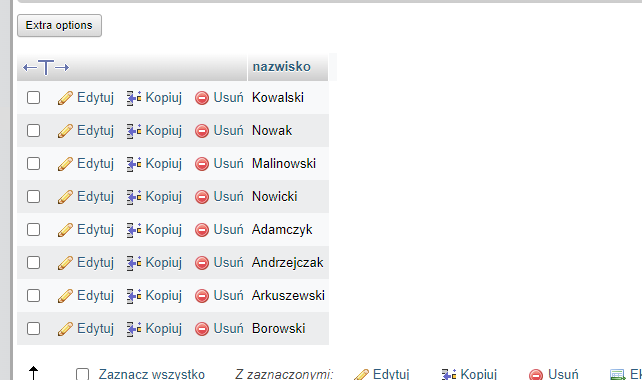 Extra options
nazwisko
Edytuj Kopiuj Usuń Kowalski
Edytuj Kopiuj Usuń Nowak
Edytuj Kopiuj Usuń Malinowski
Edytuj Kopiuj Usuń Nowicki
Edytuj Kopiuj Usuń Adamczyk
Edytuj Kopiuj Usuń Andrzejczak
Edytuj Kopiuj Usuń Arkuszewski
Edytuj Kopiuj Usuń Borowski
Zaznacz wszystko Z zaznaczonymi: Edytuj Kopiuj Usuń